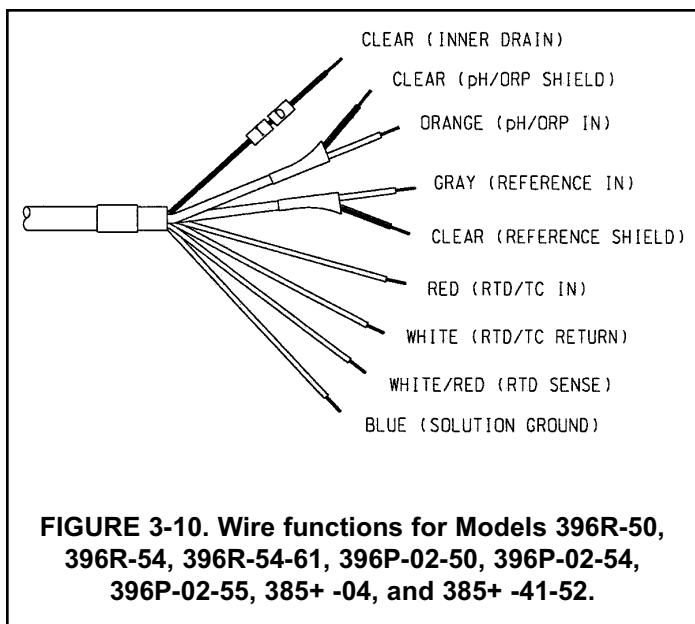 CLEAR (INNER DRAIN)
CLEAR (pH/ORP SHIELD)
ORANGE (pH/ORP IN)
GRAY (REFERENCE IN)
CLEAR (REFERENCE SHIELD)
RED (RTD/TC IN)
WHITE (RTD/TC RETURN)
WHITE/RED (RTD SENSE)
BLUE (SOLUTION GROUND)
FIGURE 3-10. Wire functions for Models 396R-50,
396R-54, 396R-54-61, 396P-02-50, 396P-02-54,
396P-02-55, 385+ -04, and 385+ -41-52.